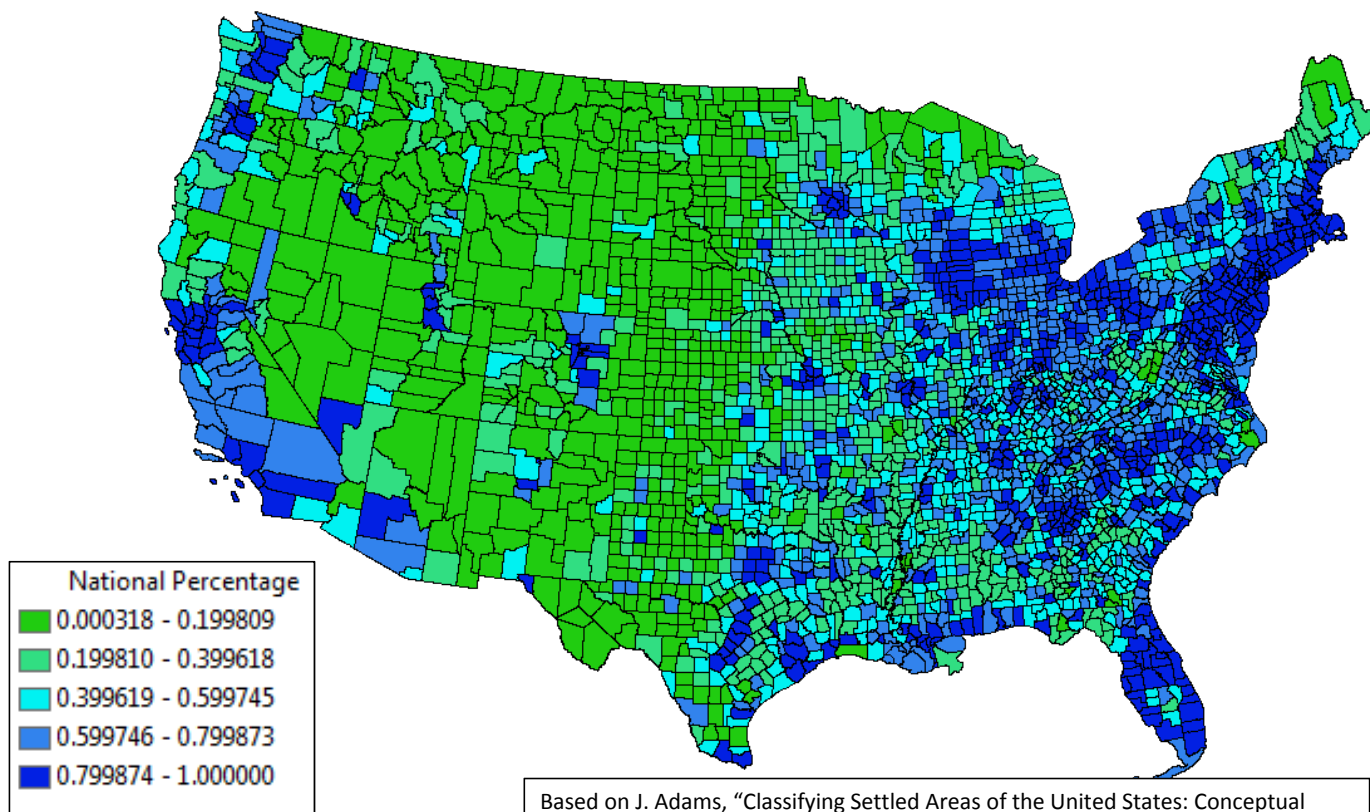 National Percentage
0.000318 - 0.199809
0.199810 - 0.399618
0.399619 - 0.599745
0.599746 - 0.799873
0.799874 - 1.000000
Based on J. Adams, “Classifying Settled Areas of the United States: Conceptual